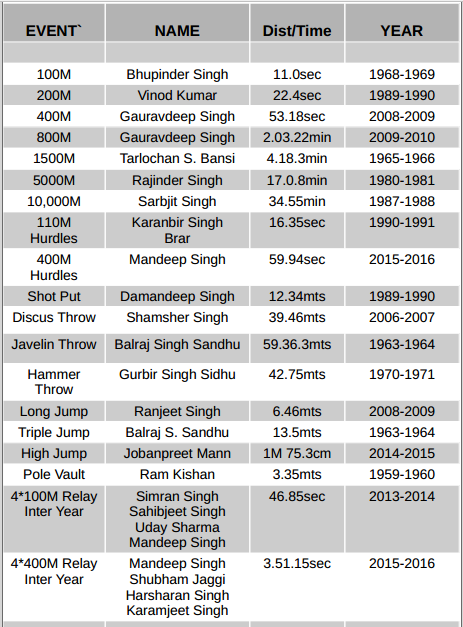 EVENT` NAME Dist/Time YEAR
100M Bhupinder Singh 11.0sec 1968-1969
200M Vinod Kumar 22.4sec 1989-1990
400M Gauravdeep Singh 53.18sec 2008-2009
800M Gauravdeep Singh 2.03.22min 2009-2010
1500M Tarlochan S. Bansi 4.18.3min 1965-1966
5000M Rajinder Singh 17.0.8min 1980-1981
10,000M Sarbjit Singh 34.55min 1987-1988
110M Karanbir Singh 16.35sec 1990-1991
Hurdles Brar
400M Mandeep Singh 59.94sec 2015-2016
Hurdles
Shot Put Damandeep Singh 12.34mts 1989-1990
Discus Throw Shamsher Singh 39.46mts 2006-2007
Javelin Throw Balraj Singh Sandhu 59.36.3mts 1963-1964
Hammer Gurbir Singh Sidhu 42.75mts 1970-1971
Throw
Long Jump Ranjeet Singh 6.46mts 2008-2009
Triple Jump Balraj S. Sandhu 13.5mts 1963-1964
High Jump Jobanpreet Mann 1M 75.3cm 2014-2015
Pole Vault Ram Kishan 3.35mts 1959-1960
4*100M Relay Simran Singh 46.85sec 2013-2014
Inter Year Sahibjeet Singh
Uday Sharma
Mandeep Singh
4*400M Relay Mandeep Singh 3.51.15sec 2015-2016
Inter Year Shubham Jaggi
Harsharan Singh
Karamjeet Singh